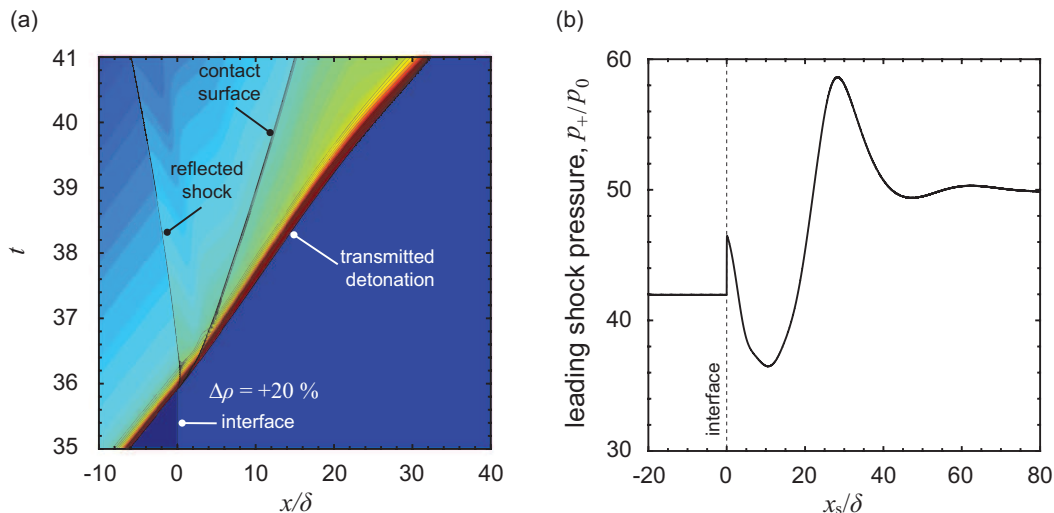 (a)
41
40
39
38
37
36
35
t
contact
surface
reflected
shock
transmitted
detonation
Δρ = +20 %
interface
-10
0
10
20
30
40
x/δ
(b)
60
50
40
30
leading shock pressure, p₊/p₀
interface
-20
0
20
40
60
80
xₛ/δ